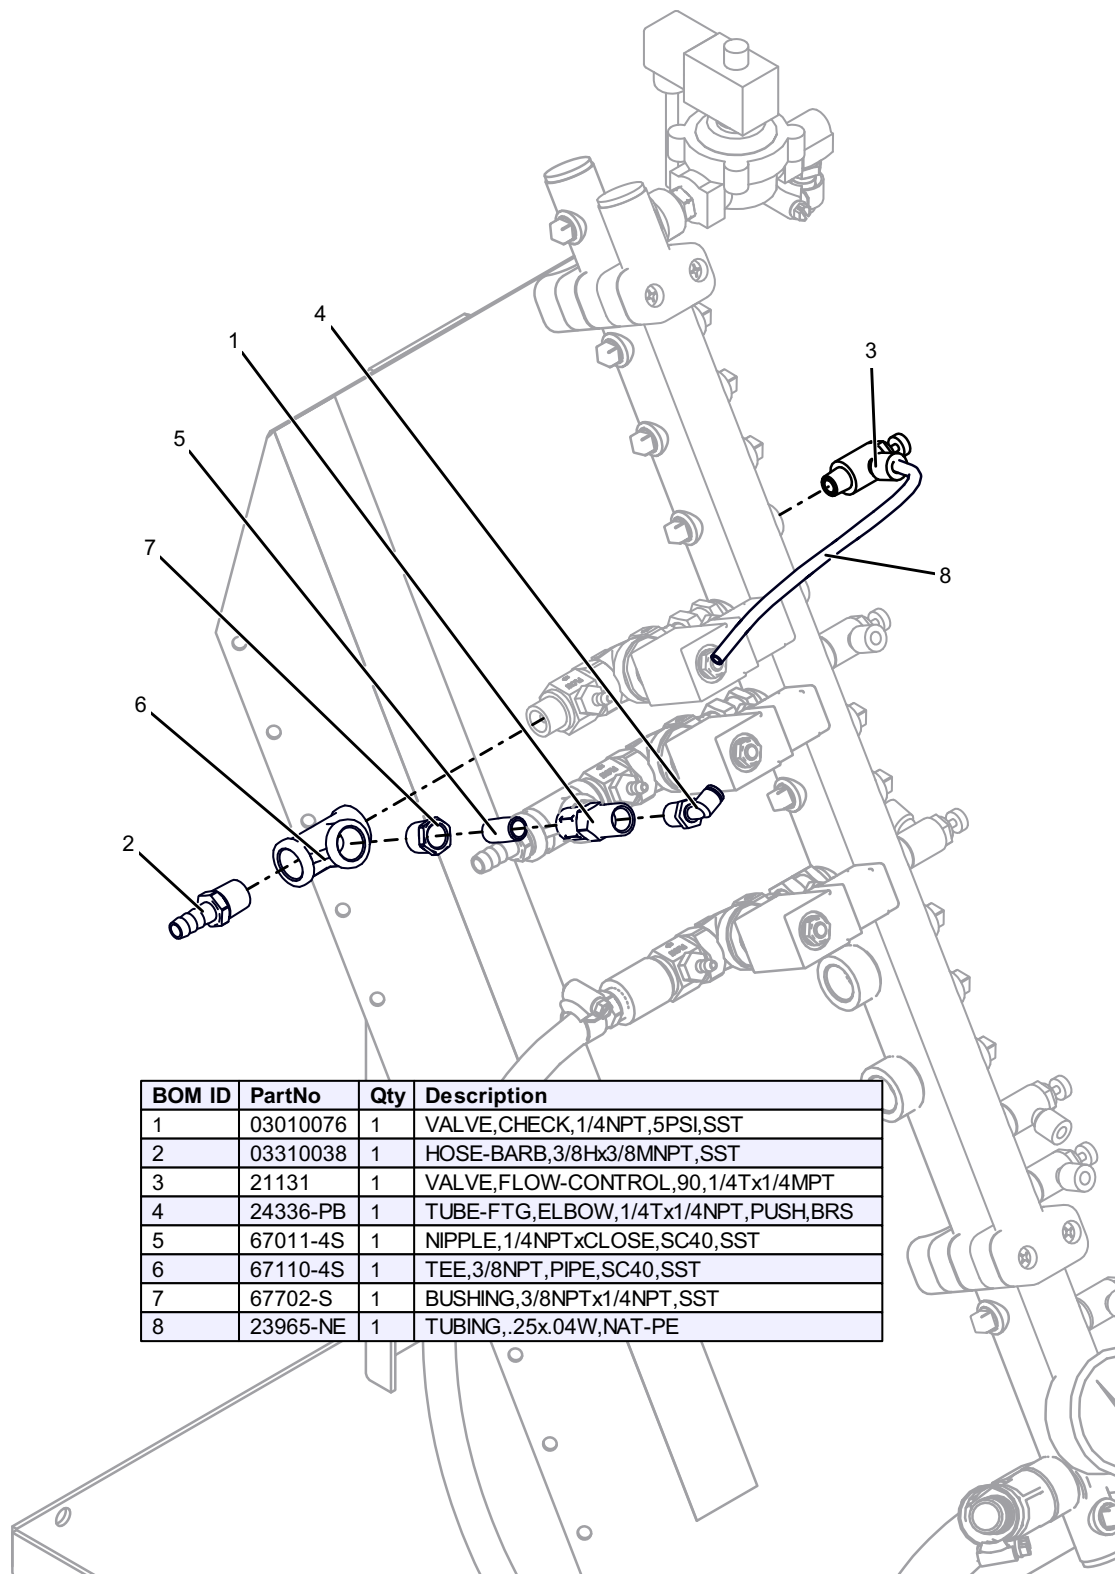 4
1
3
5
7
8
6
2
BOM ID PartNo Qty Description
1 03010076 1 VALVE,CHECK,1/4NPT,5PSI,SST
2 03310038 1 HOSE-BARB,3/8Hx3/8MNPT,SST
3 21131 1 VALVE,FLOW-CONTROL,90,1/4Tx1/4MPT
4 24336-PB 1 TUBE-FTG,ELBOW,1/4Tx1/4NPT,PUSH,BRS
5 67011-4S 1 NIPPLE,1/4NPTxCLOSE,SC40,SST
6 67110-4S 1 TEE,3/8NPT,PIPE,SC40,SST
7 67702-S 1 BUSHING,3/8NPTx1/4NPT,SST
8 23965-NE 1 TUBING,.25x.04W,NAT-PE